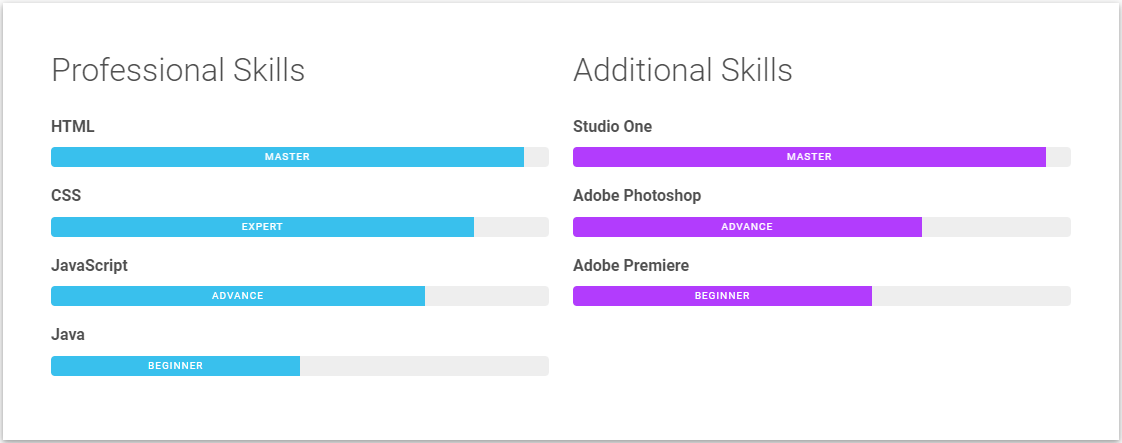 Professional Skills
HTML
MASTER
CSS
EXPERT
JavaScript
ADVANCE
Java
BEGINNER
Additional Skills
Studio One
MASTER
Adobe Photoshop
ADVANCE
Adobe Premiere
BEGINNER